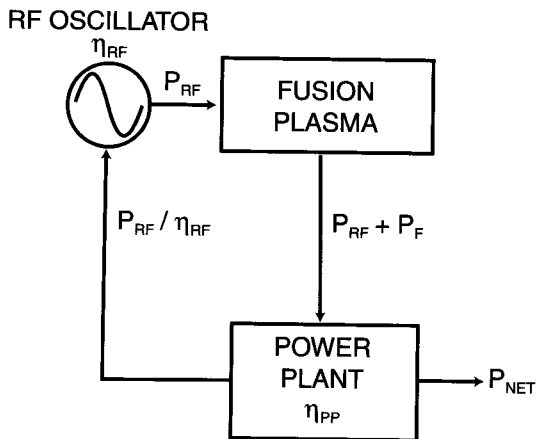 RF OSCILLATOR
η_RF
P_RF
FUSION
PLASMA
P_RF / η_RF
P_RF + P_F
POWER
PLANT
η_PP
P_NET